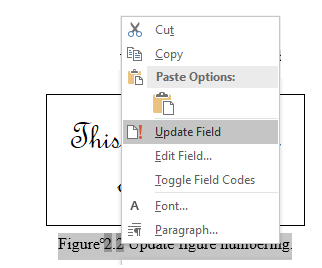 Cut
Copy
Paste Options:
This
Update Field
Edit Field...
Toggle Field Codes
A Font...
Paragraph...
Figure°2.2 Update figure numbering.